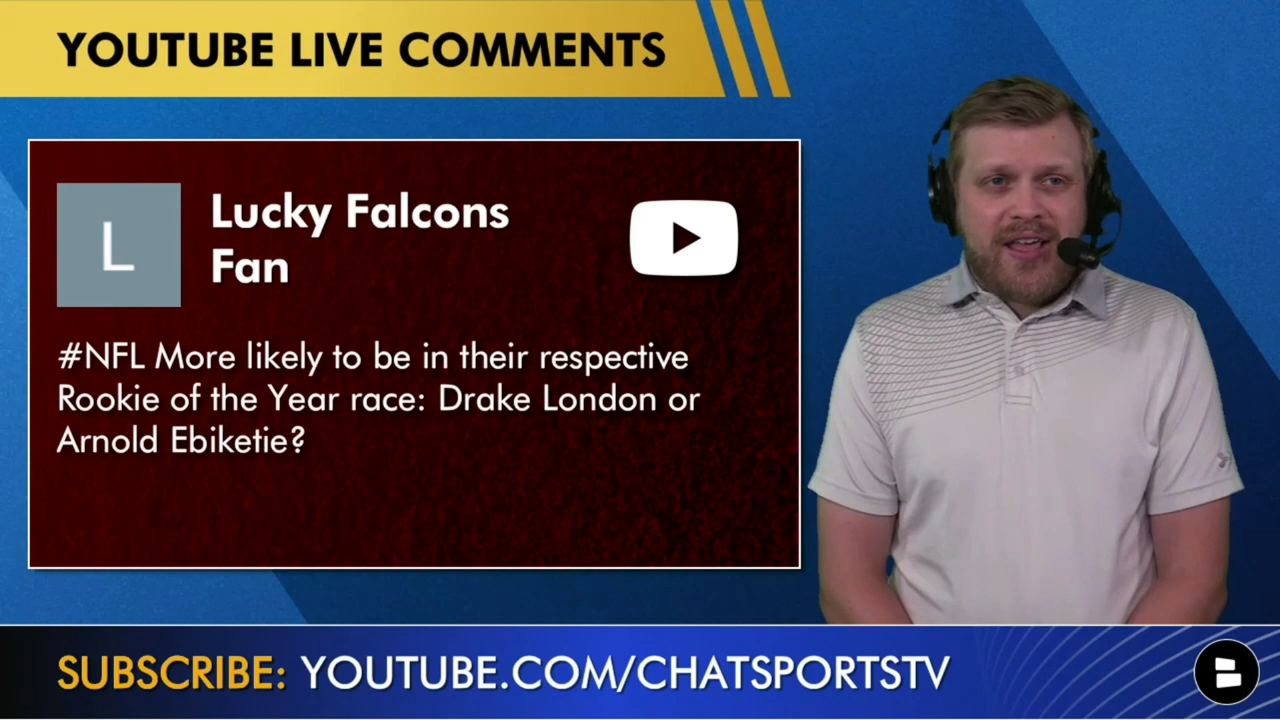 YOUTUBE LIVE COMMENTS
L
Lucky Falcons
Fan
#NFL More likely to be in their respective
Rookie of the Year race: Drake London or
Arnold Ebiketie?
SUBSCRIBE: YOUTUBE.COM/CHATSPORTSTV